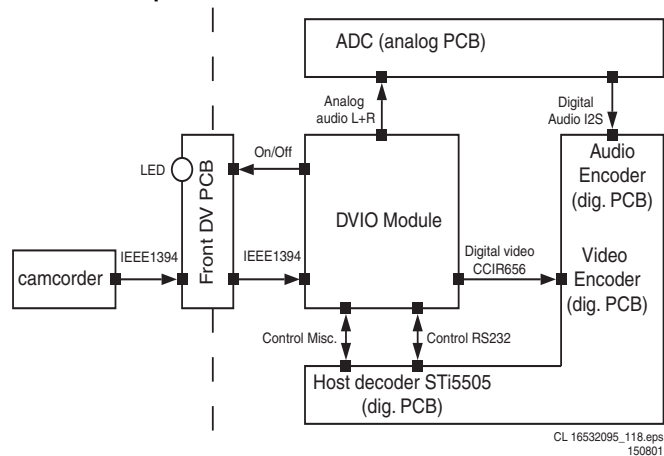 ADC (analog PCB)
Analog
audio L+R
Digital
Audio I2S
LED
On/Off
Front DV PCB
DVIO Module
Audio
Encoder
(dig. PCB)
camcorder
IEEE1394
IEEE1394
Digital video
CCIR656
Video
Encoder
(dig. PCB)
Control Misc.
Control RS232
Host decoder STi5505
(dig. PCB)
CL 16532095_118.eps
150801